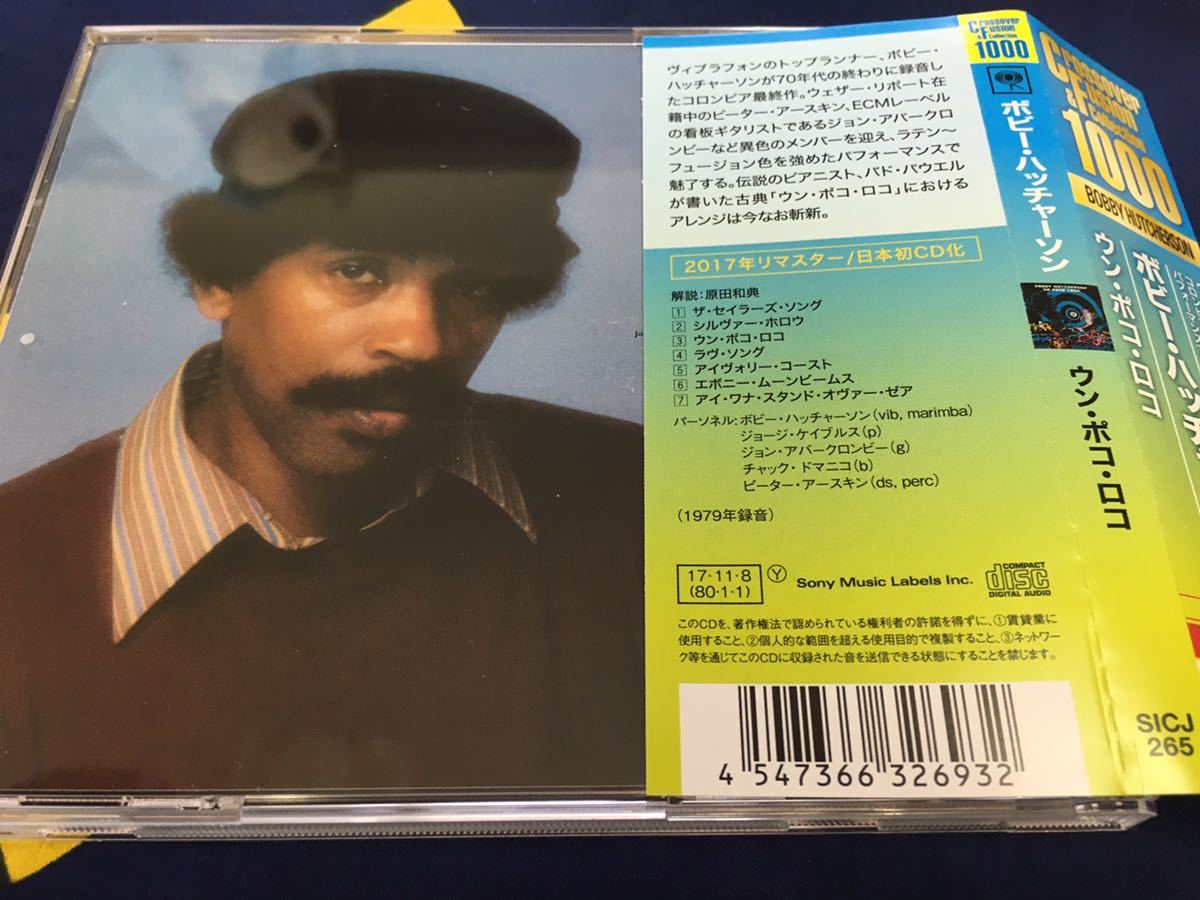 ヴィブラフォンのトップランナー、ボビー・
ハッチャーソンが70年代の終わりに録音し
たコロンビア最終作。ウェザー・リポート在
籍中のピーター・アースキン、ECMレーベル
の看板ギタリストであるジョン・アバークロ
ンビーなど異色のメンバーを迎え、ラテン〜
フュージョン色を強めたパフォーマンスで
魅了する。伝説のピアニスト、バド・パウエル
が書いた古典「ウン・ポコ・ロコ」における
アレンジは今なお斬新。
2017年リマスター/日本初CD化
解説:原田和典
1 ザ・セイラーズ・ソング
2 シルヴァー・ホロウ
3 ウン・ポコ・ロコ
4 ラヴ・ソング
5 アイヴォリー・コースト
6 エボニー・ムーンビームス
7 アイ・ワナ・スタンド・オヴァー・ゼア
パーソネル:ボビー・ハッチャーソン(vib, marimba)
ジョージ・ケイブルス(p)
ジョン・アバークロンビー(g)
チャック・ドマニコ(b)
ピーター・アースキン(ds, perc)
(1979年録音)
17・11・8
(80・1・1)
Y
Sony Music Labels Inc.
COMPACT
disc
DIGITAL AUDIO
このCDを、著作権法で認められている権利者の許諾を得ずに、①賃貸業に
使用すること、②個人的な範囲を超える使用目的で複製すること、③ネットワー
ク等を通じてこのCDに収録された音を送信できる状態にすることを禁じます。
4 547366 326932
Crossover
& Fusion
Collection
1000
ボビー・ハッチャーソン
BOBBY HUTCHERSON
UN POCO LOCO
ウン・ポコ・ロコ
Crossover
& Fusion
Collection
1000
BOBBY HUTCHERSON
ウン・ポコ・ロコ
ボビー・ハッチ
SICJ
265
Jo